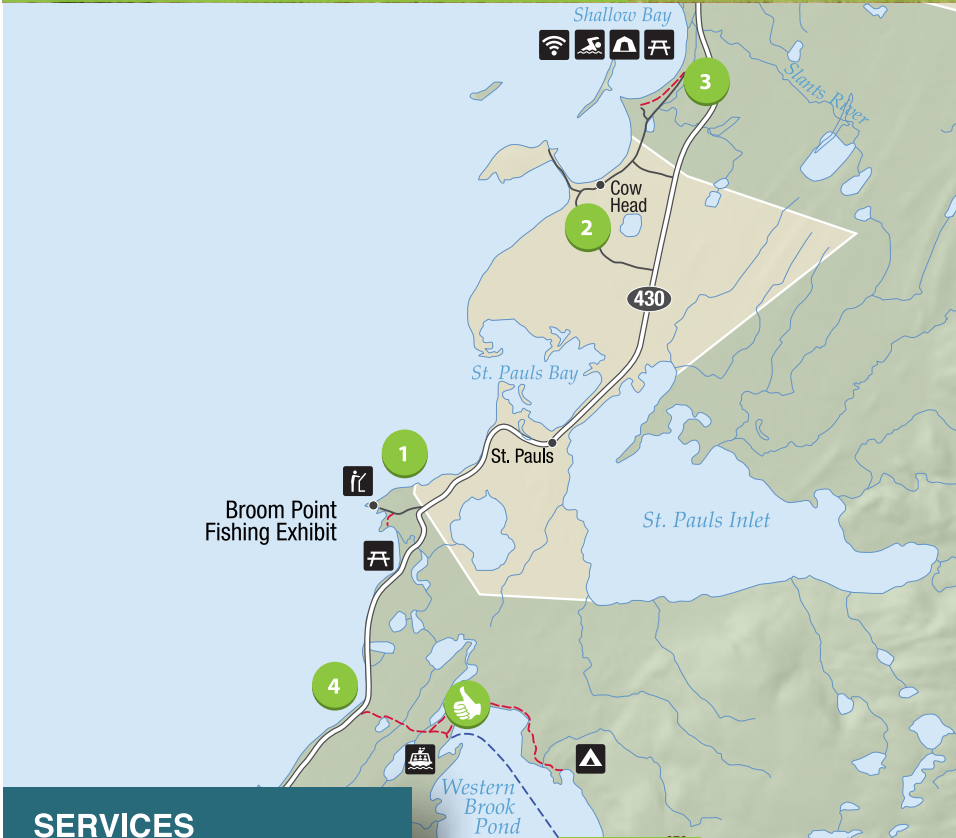 Shallow Bay
3
Slants River
Cow
Head
2
430
St. Pauls Bay
1
St. Pauls
Broom Point
Fishing Exhibit
St. Pauls Inlet
4
Western
Brook
Pond
SERVICES